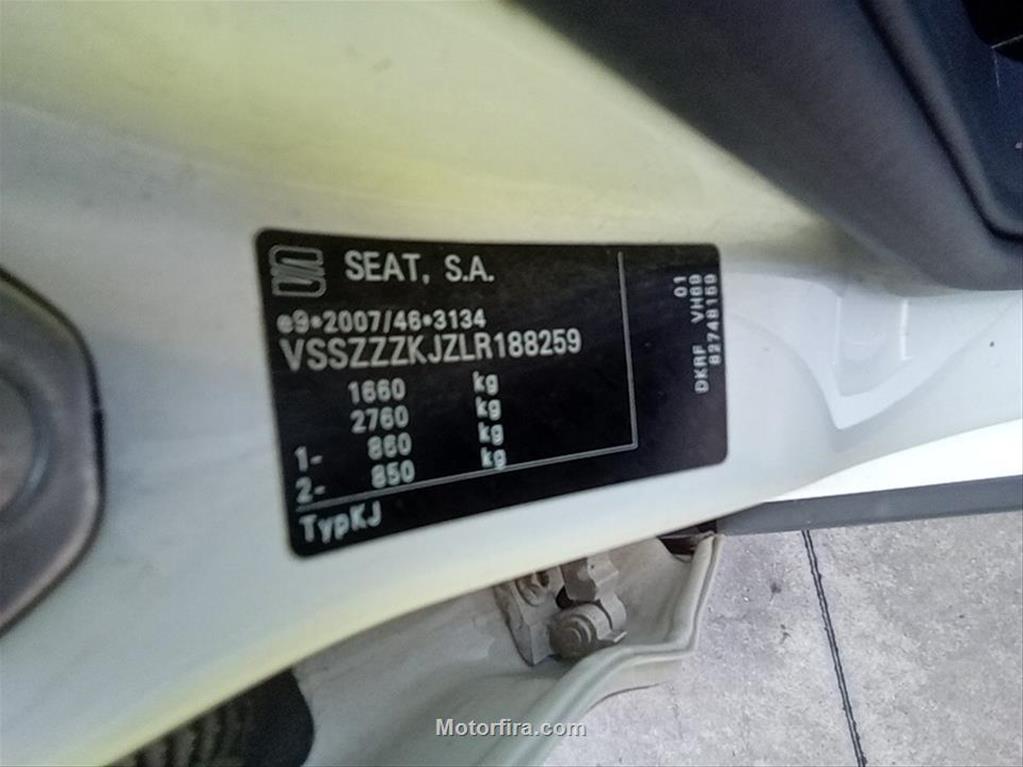 SEAT, S.A.
e9*2007/46*3134
VSSZZZKJZLR188259
1660 kg
2760 kg
1- 860 kg
2- 850 kg
TypKJ
01
DKRF VH69
82748169
Motorfira.com